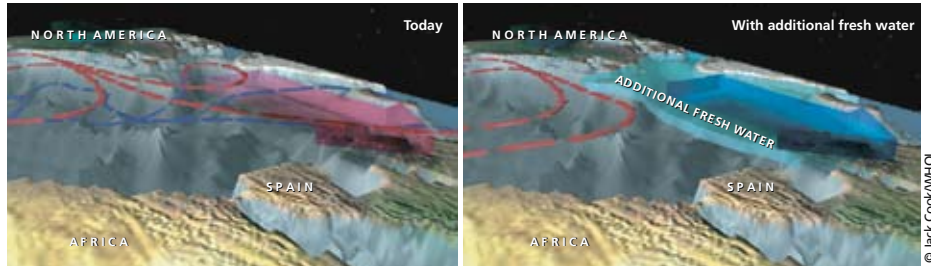 Today
NORTH AMERICA
SPAIN
AFRICA
With additional fresh water
NORTH AMERICA
ADDITIONAL FRESH WATER
SPAIN
AFRICA
© Jack Cook/WHOI